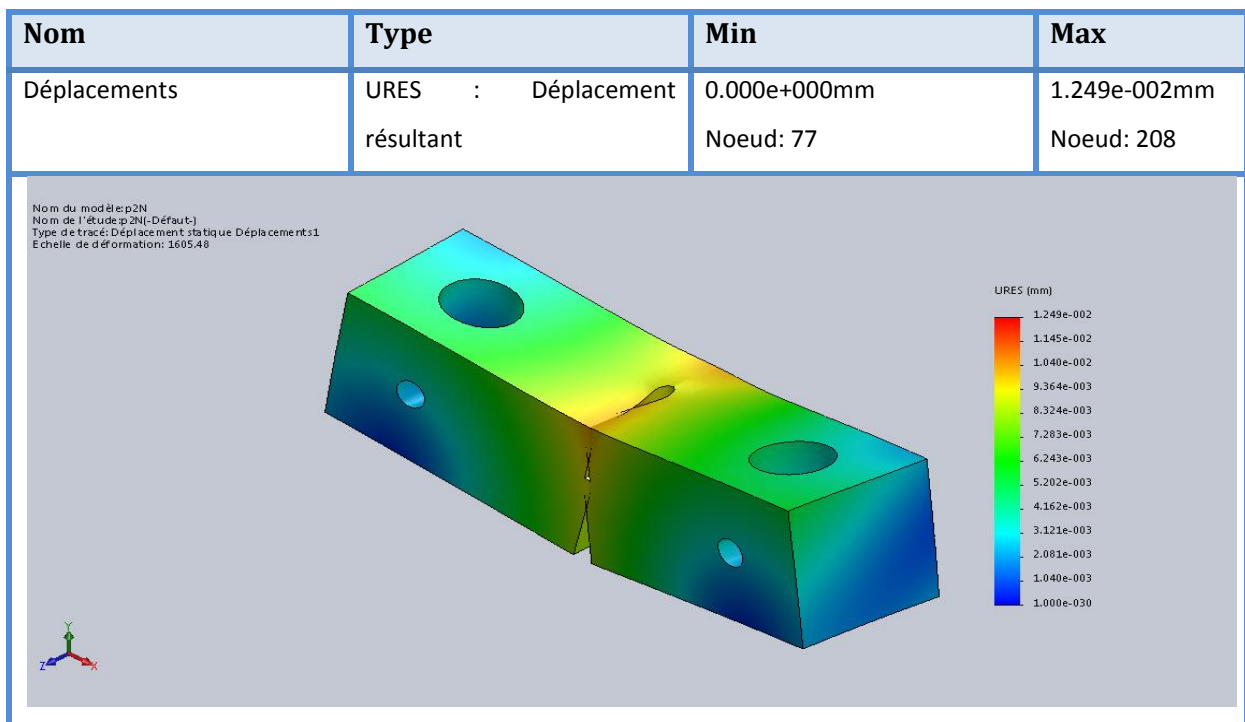 Nom Type Min Max
Déplacements URES : Déplacement 0.000e+000mm 1.249e-002mm
résultant Noeud: 77 Noeud: 208
Nom du modèle:p2N
Nom de l'étude:p2N(-Défaut-)
Type de tracé: Déplacement statique Déplacements1
Echelle de déformation: 1605.48
URES (mm)
1.249e-002
1.145e-002
1.040e-002
9.364e-003
8.324e-003
7.283e-003
6.243e-003
5.202e-003
4.162e-003
3.121e-003
2.081e-003
1.040e-003
1.000e-030
Y
Z X